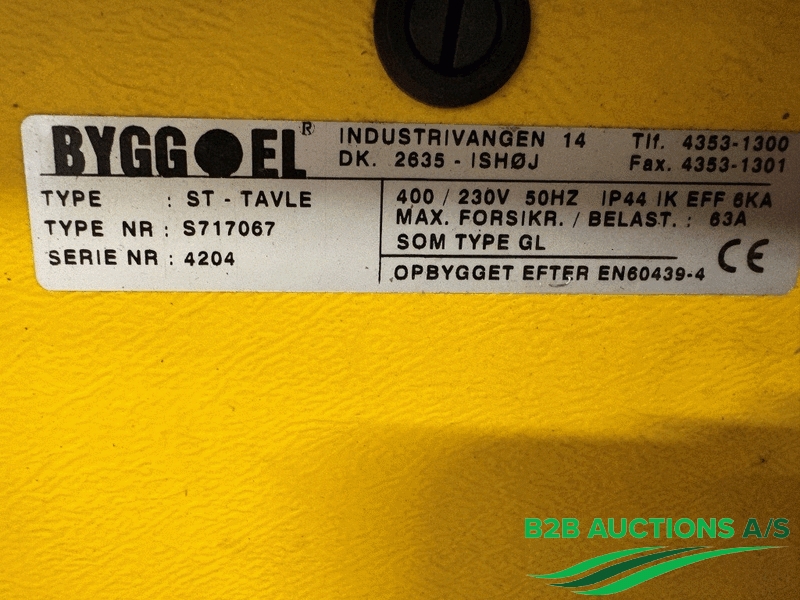 BYGG EL®
INDUSTRIVANGEN 14 Tlf. 4353-1300
DK. 2635 - ISHØJ Fax. 4353-1301
TYPE : ST - TAVLE
TYPE NR : S717067
SERIE NR : 4204
400 / 230V 50HZ IP44 IK EFF 6KA
MAX. FORSIKR. / BELAST. : 63A
SOM TYPE GL
OPBYGGET EFTER EN60439-4
CE
B2B AUCTIONS A/S